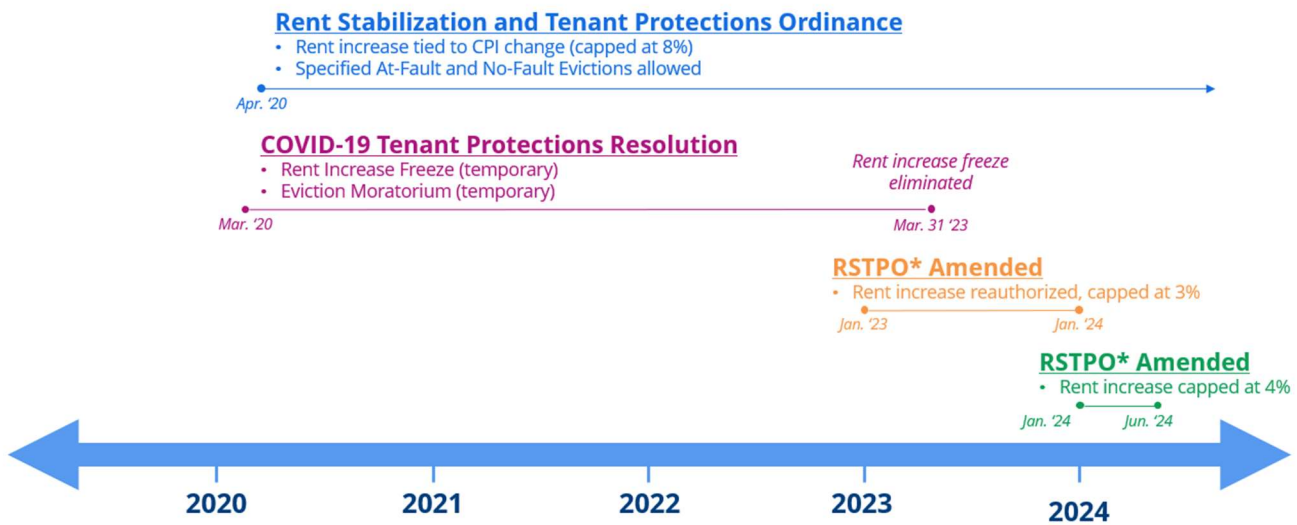 Rent Stabilization and Tenant Protections Ordinance
• Rent increase tied to CPI change (capped at 8%)
• Specified At-Fault and No-Fault Evictions allowed
Apr. ‘20
COVID-19 Tenant Protections Resolution
• Rent Increase Freeze (temporary)
• Eviction Moratorium (temporary)
Rent increase freeze
eliminated
Mar. ‘20
Mar. 31 ‘23
RSTPO* Amended
• Rent increase reauthorized, capped at 3%
Jan. ‘23
Jan. ‘24
RSTPO* Amended
• Rent increase capped at 4%
Jan. ‘24
Jun. ‘24
2020
2021
2022
2023
2024